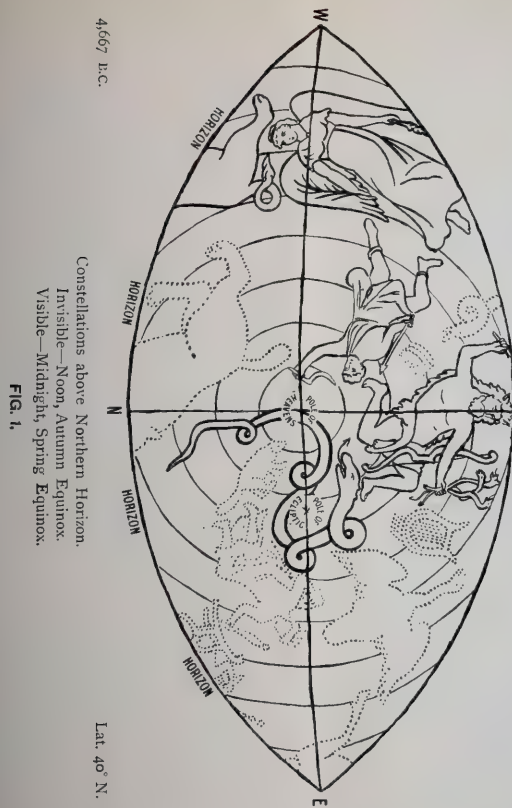 W
HORIZON
HORIZON
N
HORIZON
HORIZON
E
POLE OF
HEAVENS
POLE OF
ECLIPTIC
4,667 B.C.
Lat. 40° N.
Constellations above Northern Horizon.
Invisible—Noon, Autumn Equinox.
Visible—Midnight, Spring Equinox.
FIG. 1.